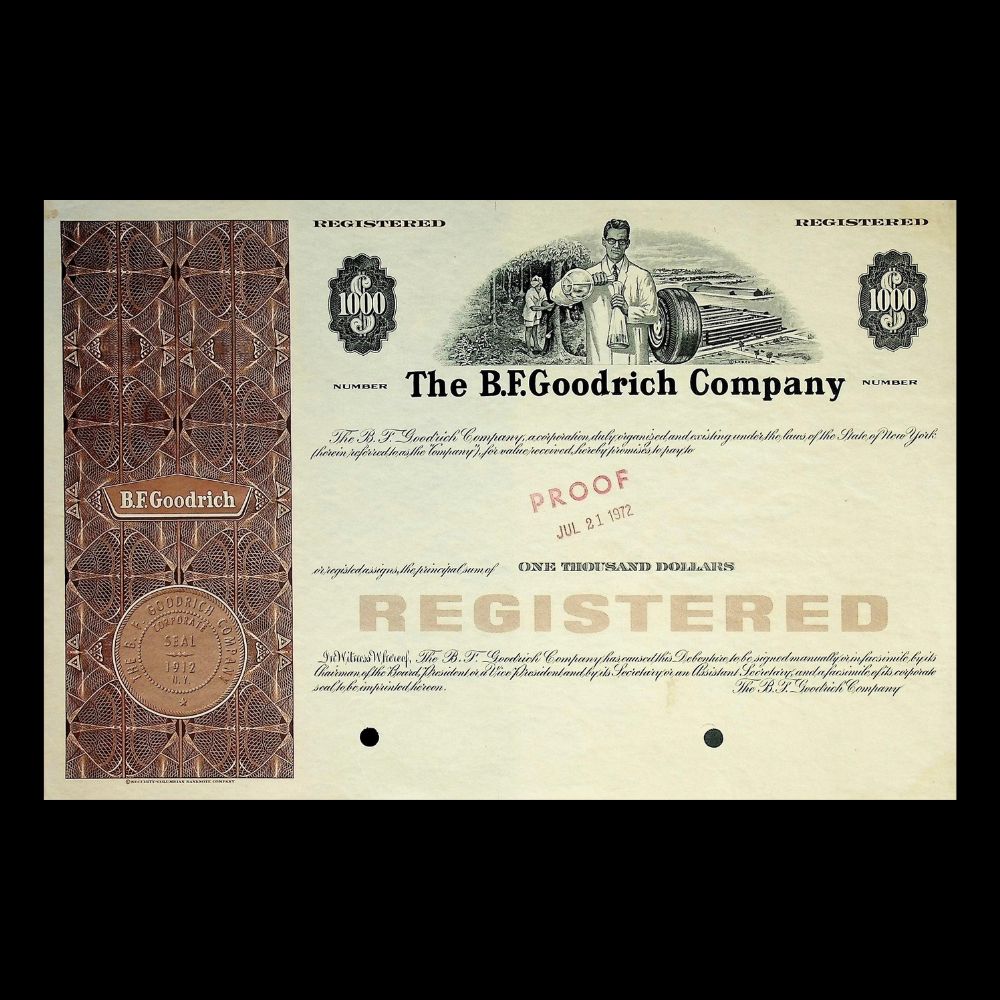 REGISTERED
REGISTERED
$1000
$1000
NUMBER
The B.F.Goodrich Company
NUMBER
The B. F. Goodrich Company, a corporation duly organized and existing under the laws of the State of New York
(herein referred to as the "Company"), for value received, hereby promises to pay to
PROOF
JUL 21 1972
or registed assigns, the principal sum of ONE THOUSAND DOLLARS
REGISTERED
In Witness Whereof, The B. F. Goodrich Company has caused this Debenture to be signed manually or in facsimile by its
Chairman of the Board, President or a Vice President and by its Secretary or an Assistant Secretary, and a facsimile of its corporate
seal to be imprinted hereon.
The B. F. Goodrich Company
B.F.Goodrich
THE B. F. GOODRICH COMPANY
CORPORATE
SEAL
1912
N.Y.
© SECURITY-COLUMBIAN BANKNOTE COMPANY